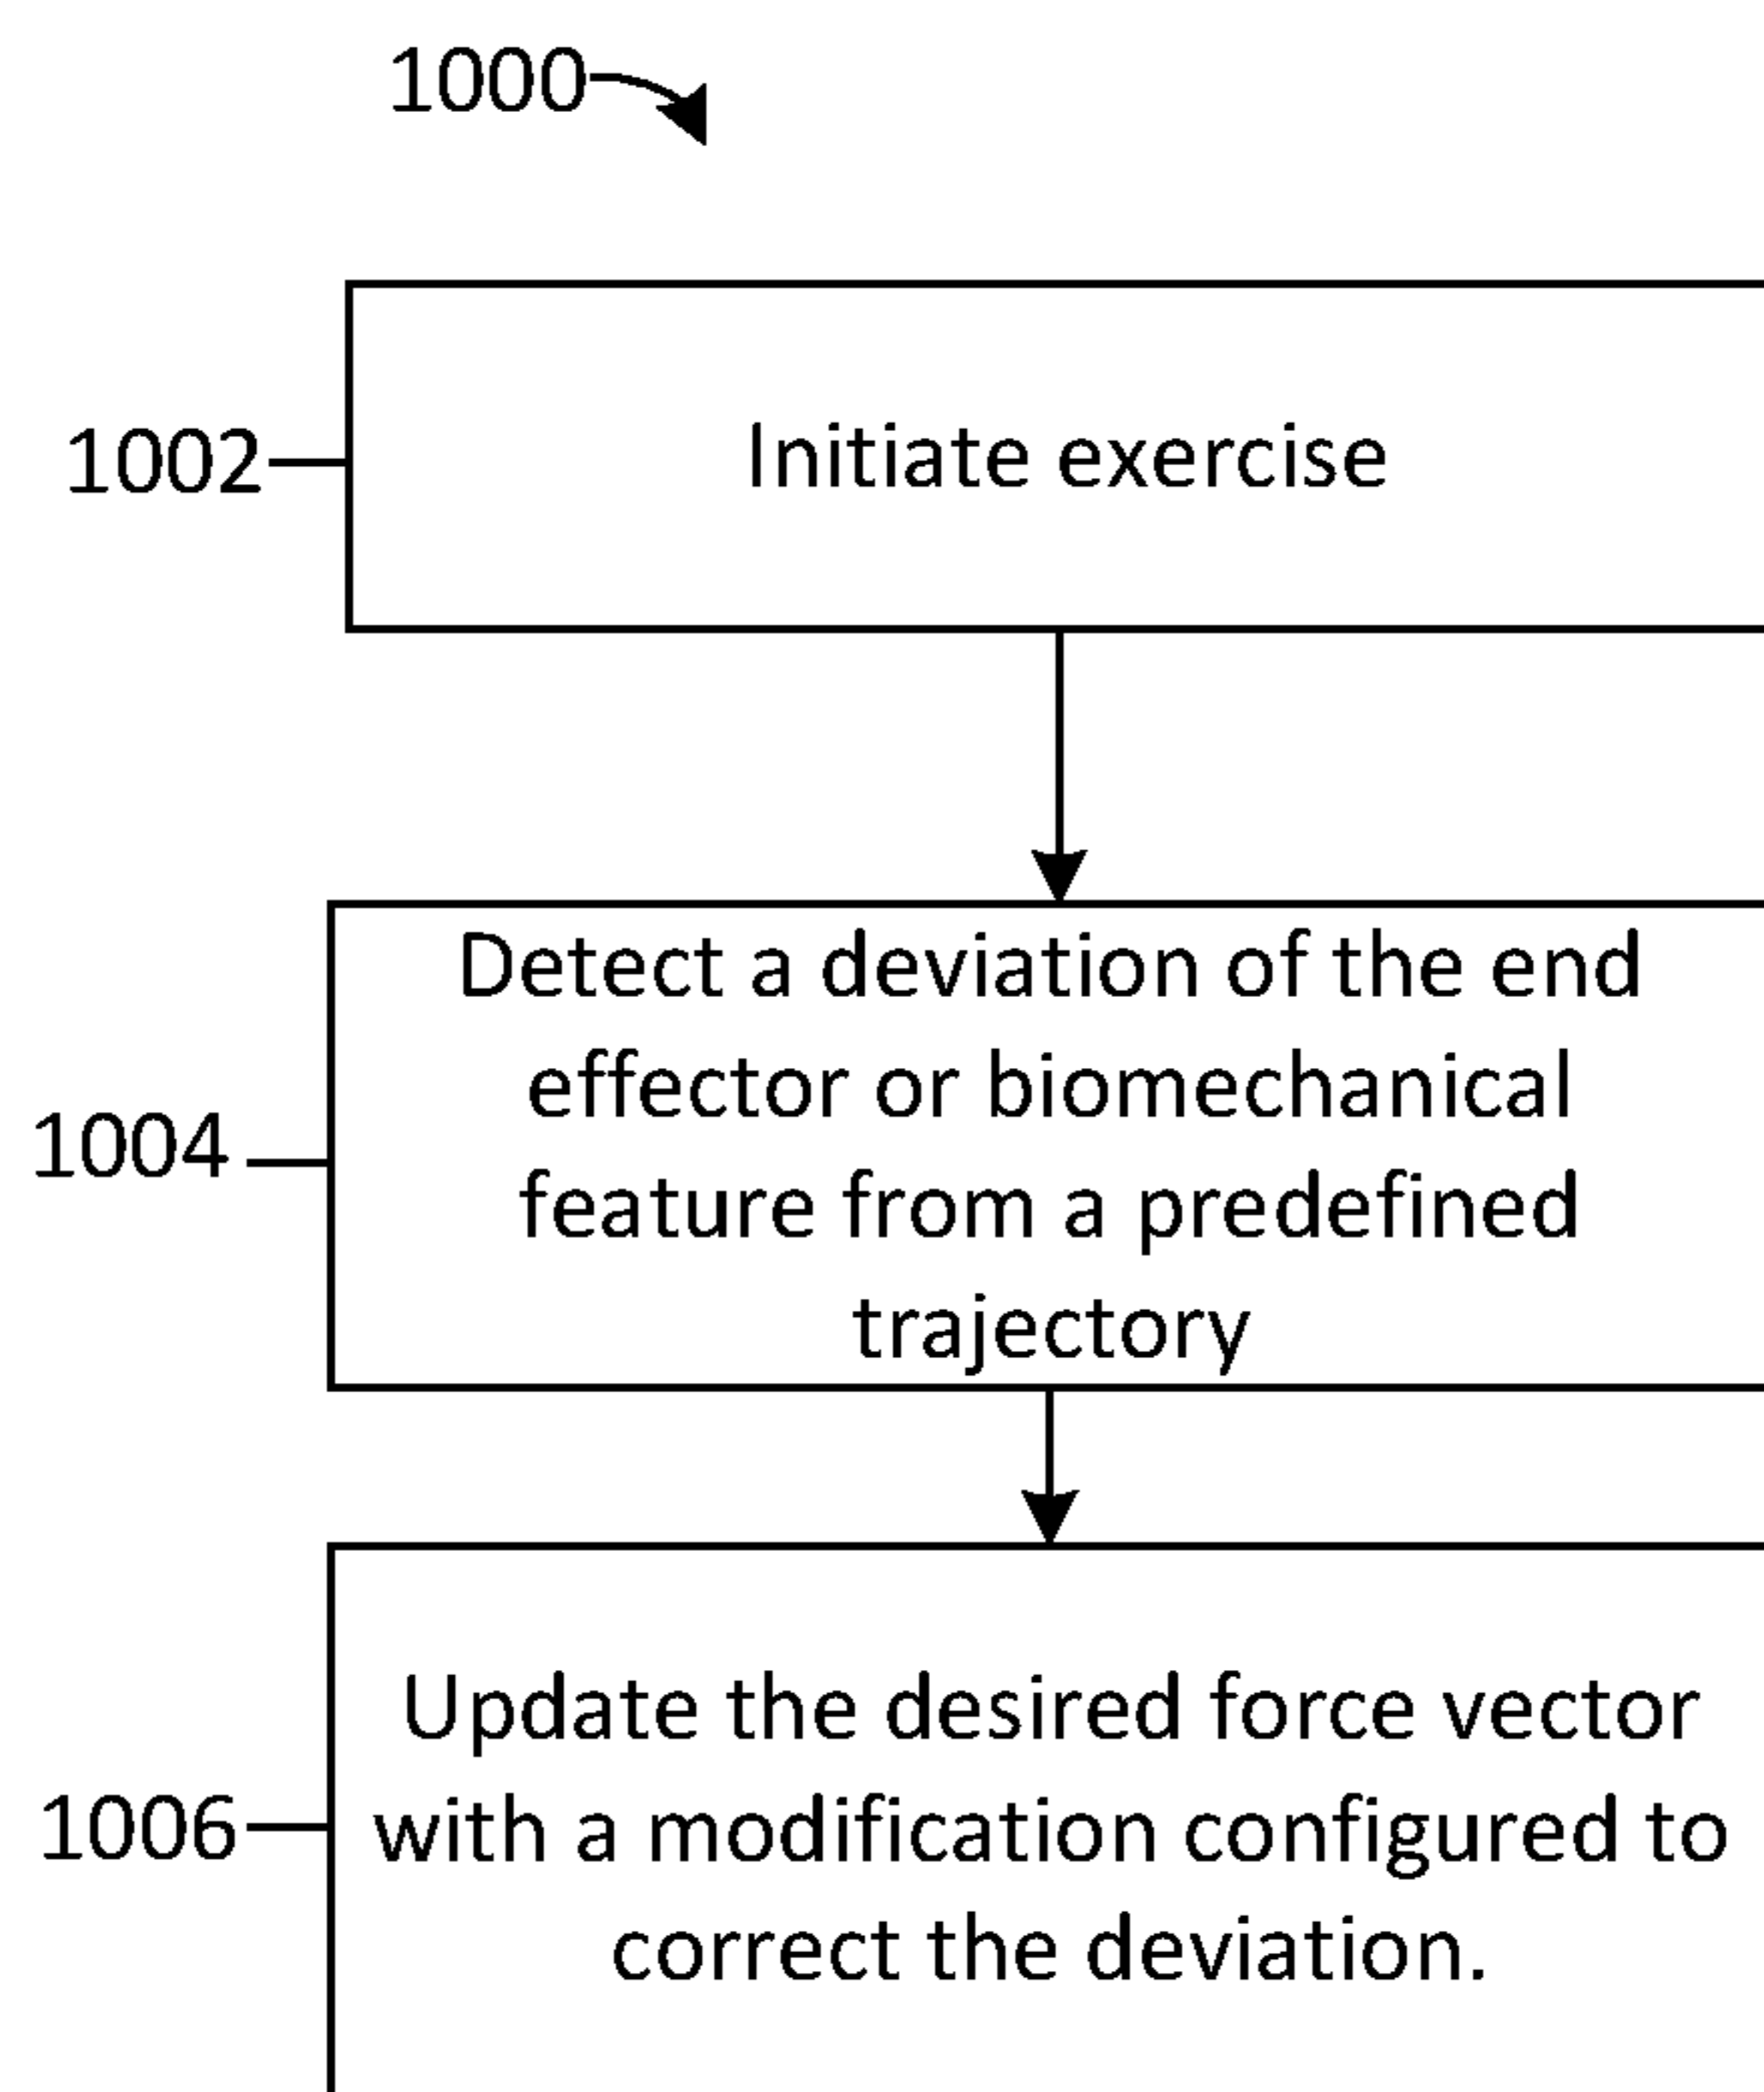 1000
1002
Initiate exercise
Detect a deviation of the end
effector or biomechanical
1004
feature from a predefined
trajectory
Update the desired force vector
1006
with a modification configured to
correct the deviation.